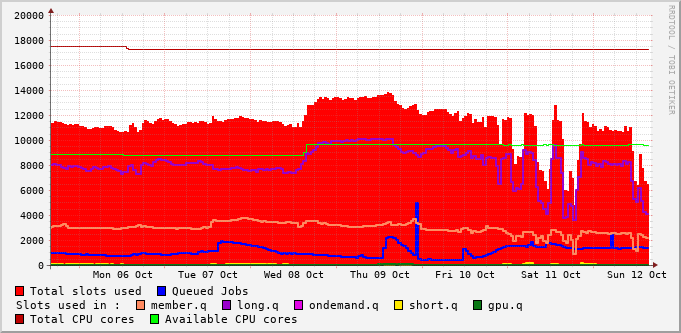 20000
18000
16000
14000
12000
10000
8000
6000
4000
2000
0
Mon 06 Oct Tue 07 Oct Wed 08 Oct Thu 09 Oct Fri 10 Oct Sat 11 Oct Sun 12 Oct
RRDTOOL / TOBI OETIKER
Total slots used Queued Jobs
Slots used in : member.q long.q ondemand.q short.q gpu.q
Total CPU cores Available CPU cores